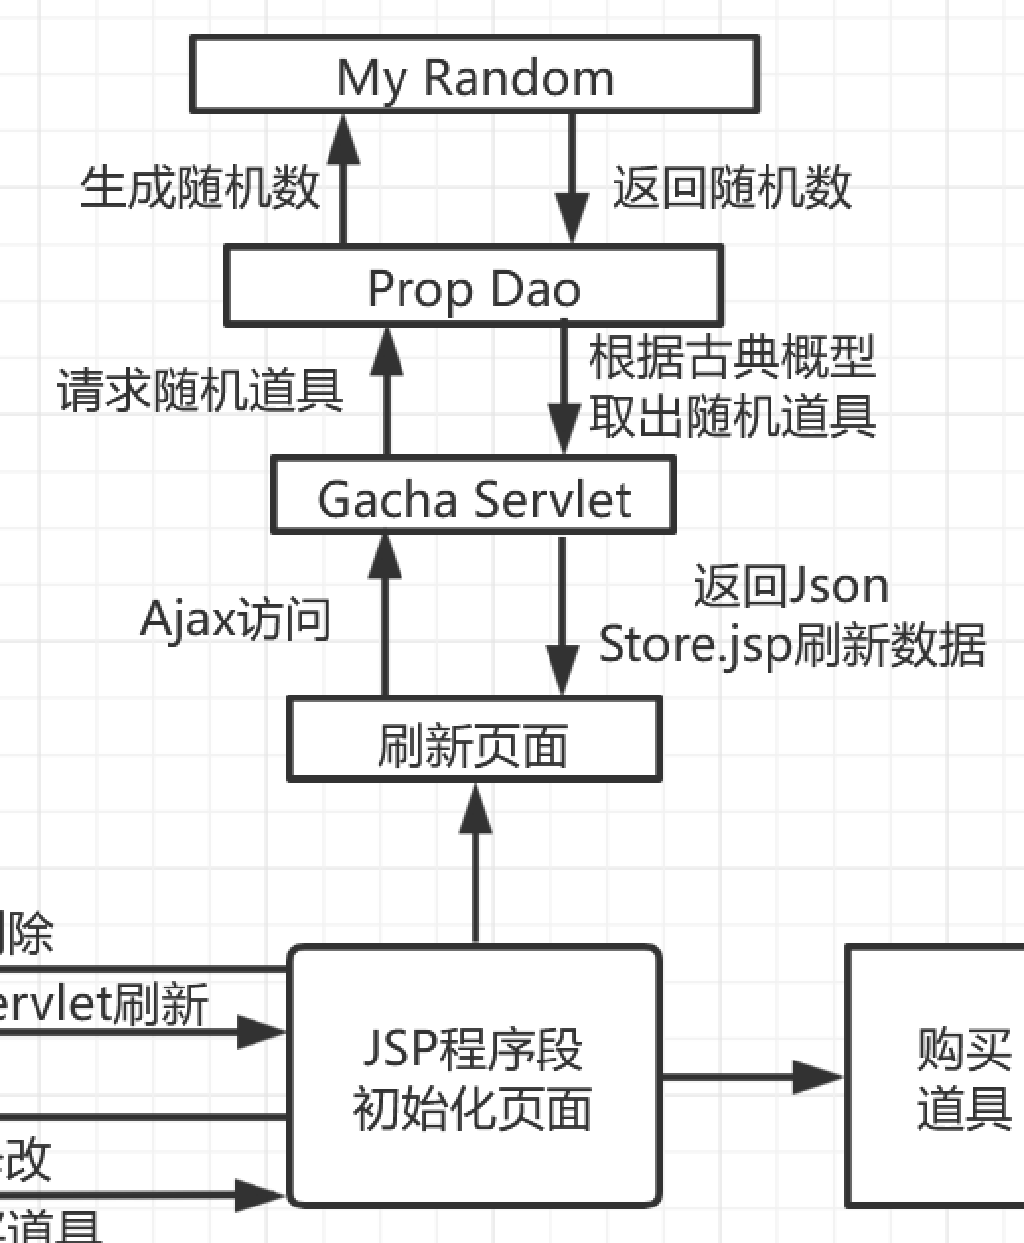 My Random
生成随机数
返回随机数
Prop Dao
请求随机道具
根据古典概型
取出随机道具
Gacha Servlet
Ajax访问
返回Json
Store.jsp刷新数据
刷新页面
除
ervlet刷新
JSP程序段
初始化页面
购买
道具
改
道具